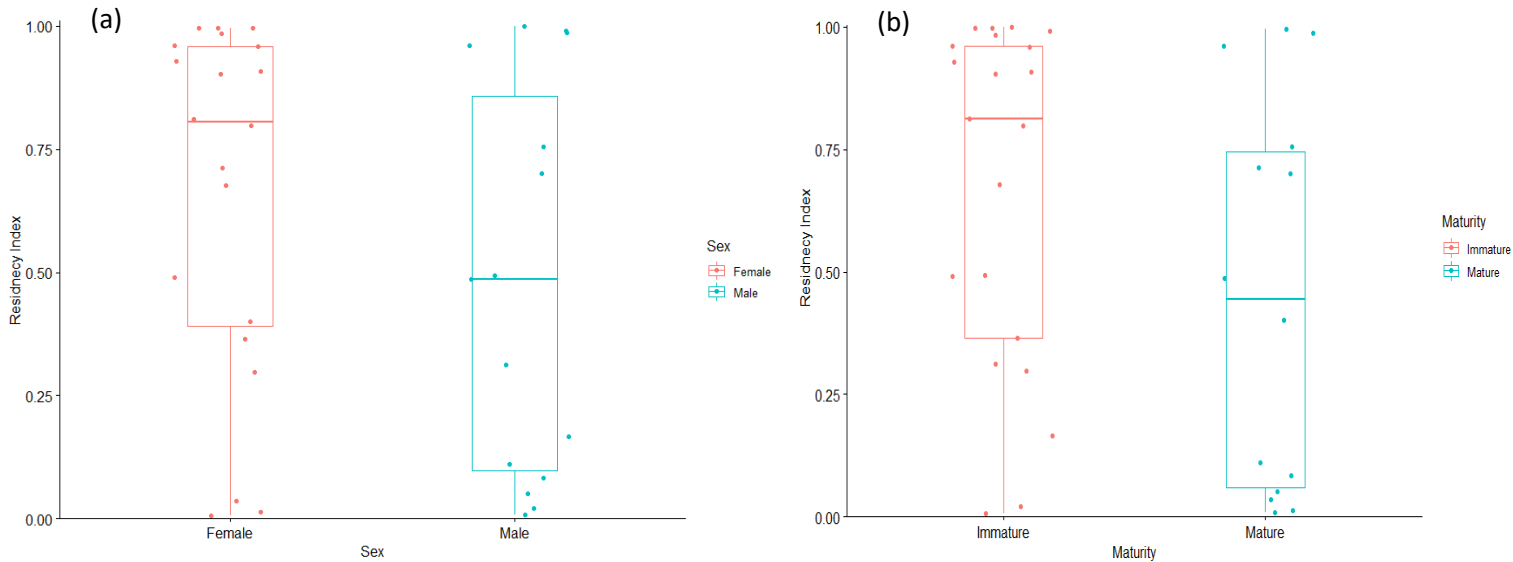 (a)
1.00
0.75
0.50
0.25
0.00
Residnecy Index
Female
Male
Sex
Sex
Female
Male
(b)
1.00
0.75
0.50
0.25
0.00
Residnecy Index
Immature
Mature
Maturity
Maturity
Immature
Mature